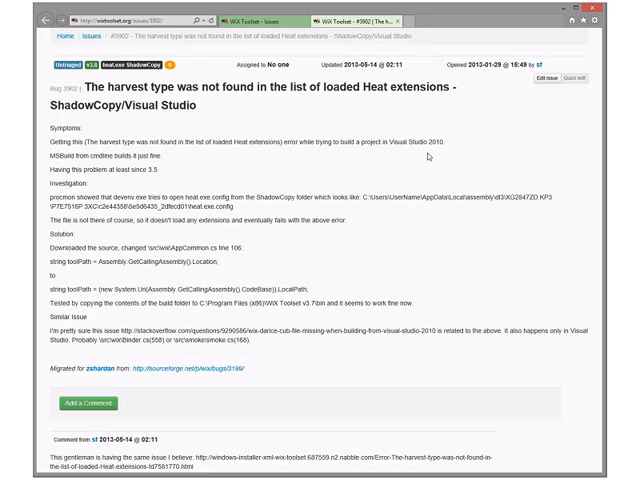 http://wixtoolset.org/issues/3902/
WiX Toolset - Issues
WiX Toolset - #3902 | The h...
Home / Issues / #3902 - The harvest type was not found in the list of loaded Heat extensions - ShadowCopy/Visual Studio
Untriaged v3.8 heat.exe ShadowCopy 0 Assigned to No one Updated 2013-05-14 @ 02:11 Opened 2013-01-29 @ 15:49 by sf
Edit issue Quick edit
Bug 3902 | The harvest type was not found in the list of loaded Heat extensions -
ShadowCopy/Visual Studio
Symptoms:
Getting this (The harvest type was not found in the list of loaded Heat extensions) error while trying to build a project in Visual Studio 2010.
MSBuild from cmdline builds it just fine.
Having this problem at least since 3.5
Investigation:
procmon showed that devenv.exe tries to open heat.exe.config from the ShadowCopy folder which looks like: C:\Users\UserName\AppData\Local\assembly\dl3\XG2847ZD.KP3
\P7E7516P.3XC\c2e44358\5e5d6435_2dfecd01\heat.exe.config
The file is not there of course, so it doesn't load any extensions and eventually fails with the above error.
Solution:
Downloaded the source, changed \src\wix\AppCommon.cs line 106:
string toolPath = Assembly.GetCallingAssembly().Location;
to
string toolPath = (new System.Uri(Assembly.GetCallingAssembly().CodeBase)).LocalPath;
Tested by copying the contents of the build folder to C:\Program Files (x86)\WiX Toolset v3.7\bin and it seems to work fine now.
Similar Issue
I'm pretty sure this issue http://stackoverflow.com/questions/9290586/wix-darice-cub-file-missing-when-building-from-visual-studio-2010 is related to the above. It also happens only in Visual
Studio. Probably \src\wix\Binder.cs(558) or \src\smoke\smoke.cs(168).
Migrated for zshardan from: http://sourceforge.net/p/wix/bugs/3199/
Add a Comment
Comment from sf 2013-05-14 @ 02:11
This gentleman is having the same issue I believe: http://windows-installer-xml-wix-toolset.687559.n2.nabble.com/Error-The-harvest-type-was-not-found-in-
the-list-of-loaded-Heat-extensions-td7581770.html